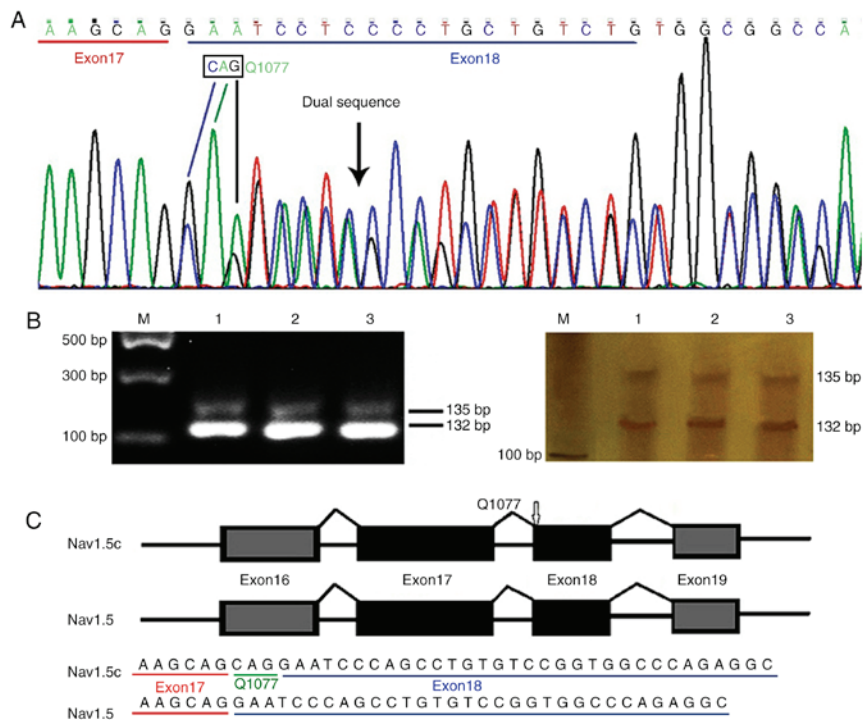 A
A A G C A G G A A T C C T C C C C T G C T G T C T G T G G C G G C C A
Exon17 Exon18
CAG Q1077
Dual sequence
B
M 1 2 3
500 bp
300 bp
100 bp
135 bp
132 bp
M 1 2 3
135 bp
132 bp
100 bp
C
Q1077
Nav1.5c
Exon16 Exon17 Exon18 Exon19
Nav1.5
Nav1.5c AAGCAGCAGGAATCCCAGCCTGTGTCCGGTGGCCCAGAGGC
Exon17 Q1077 Exon18
Nav1.5 AAGCAGGAATCCCAGCCTGTGTCCGGTGGCCCAGAGGC